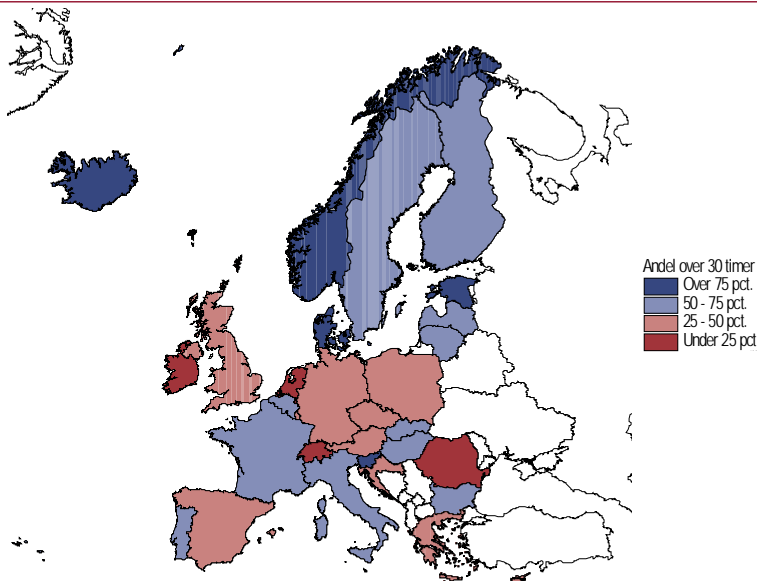 Andel over 30 timer
Over 75 pct.
50 - 75 pct.
25 - 50 pct.
Under 25 pct